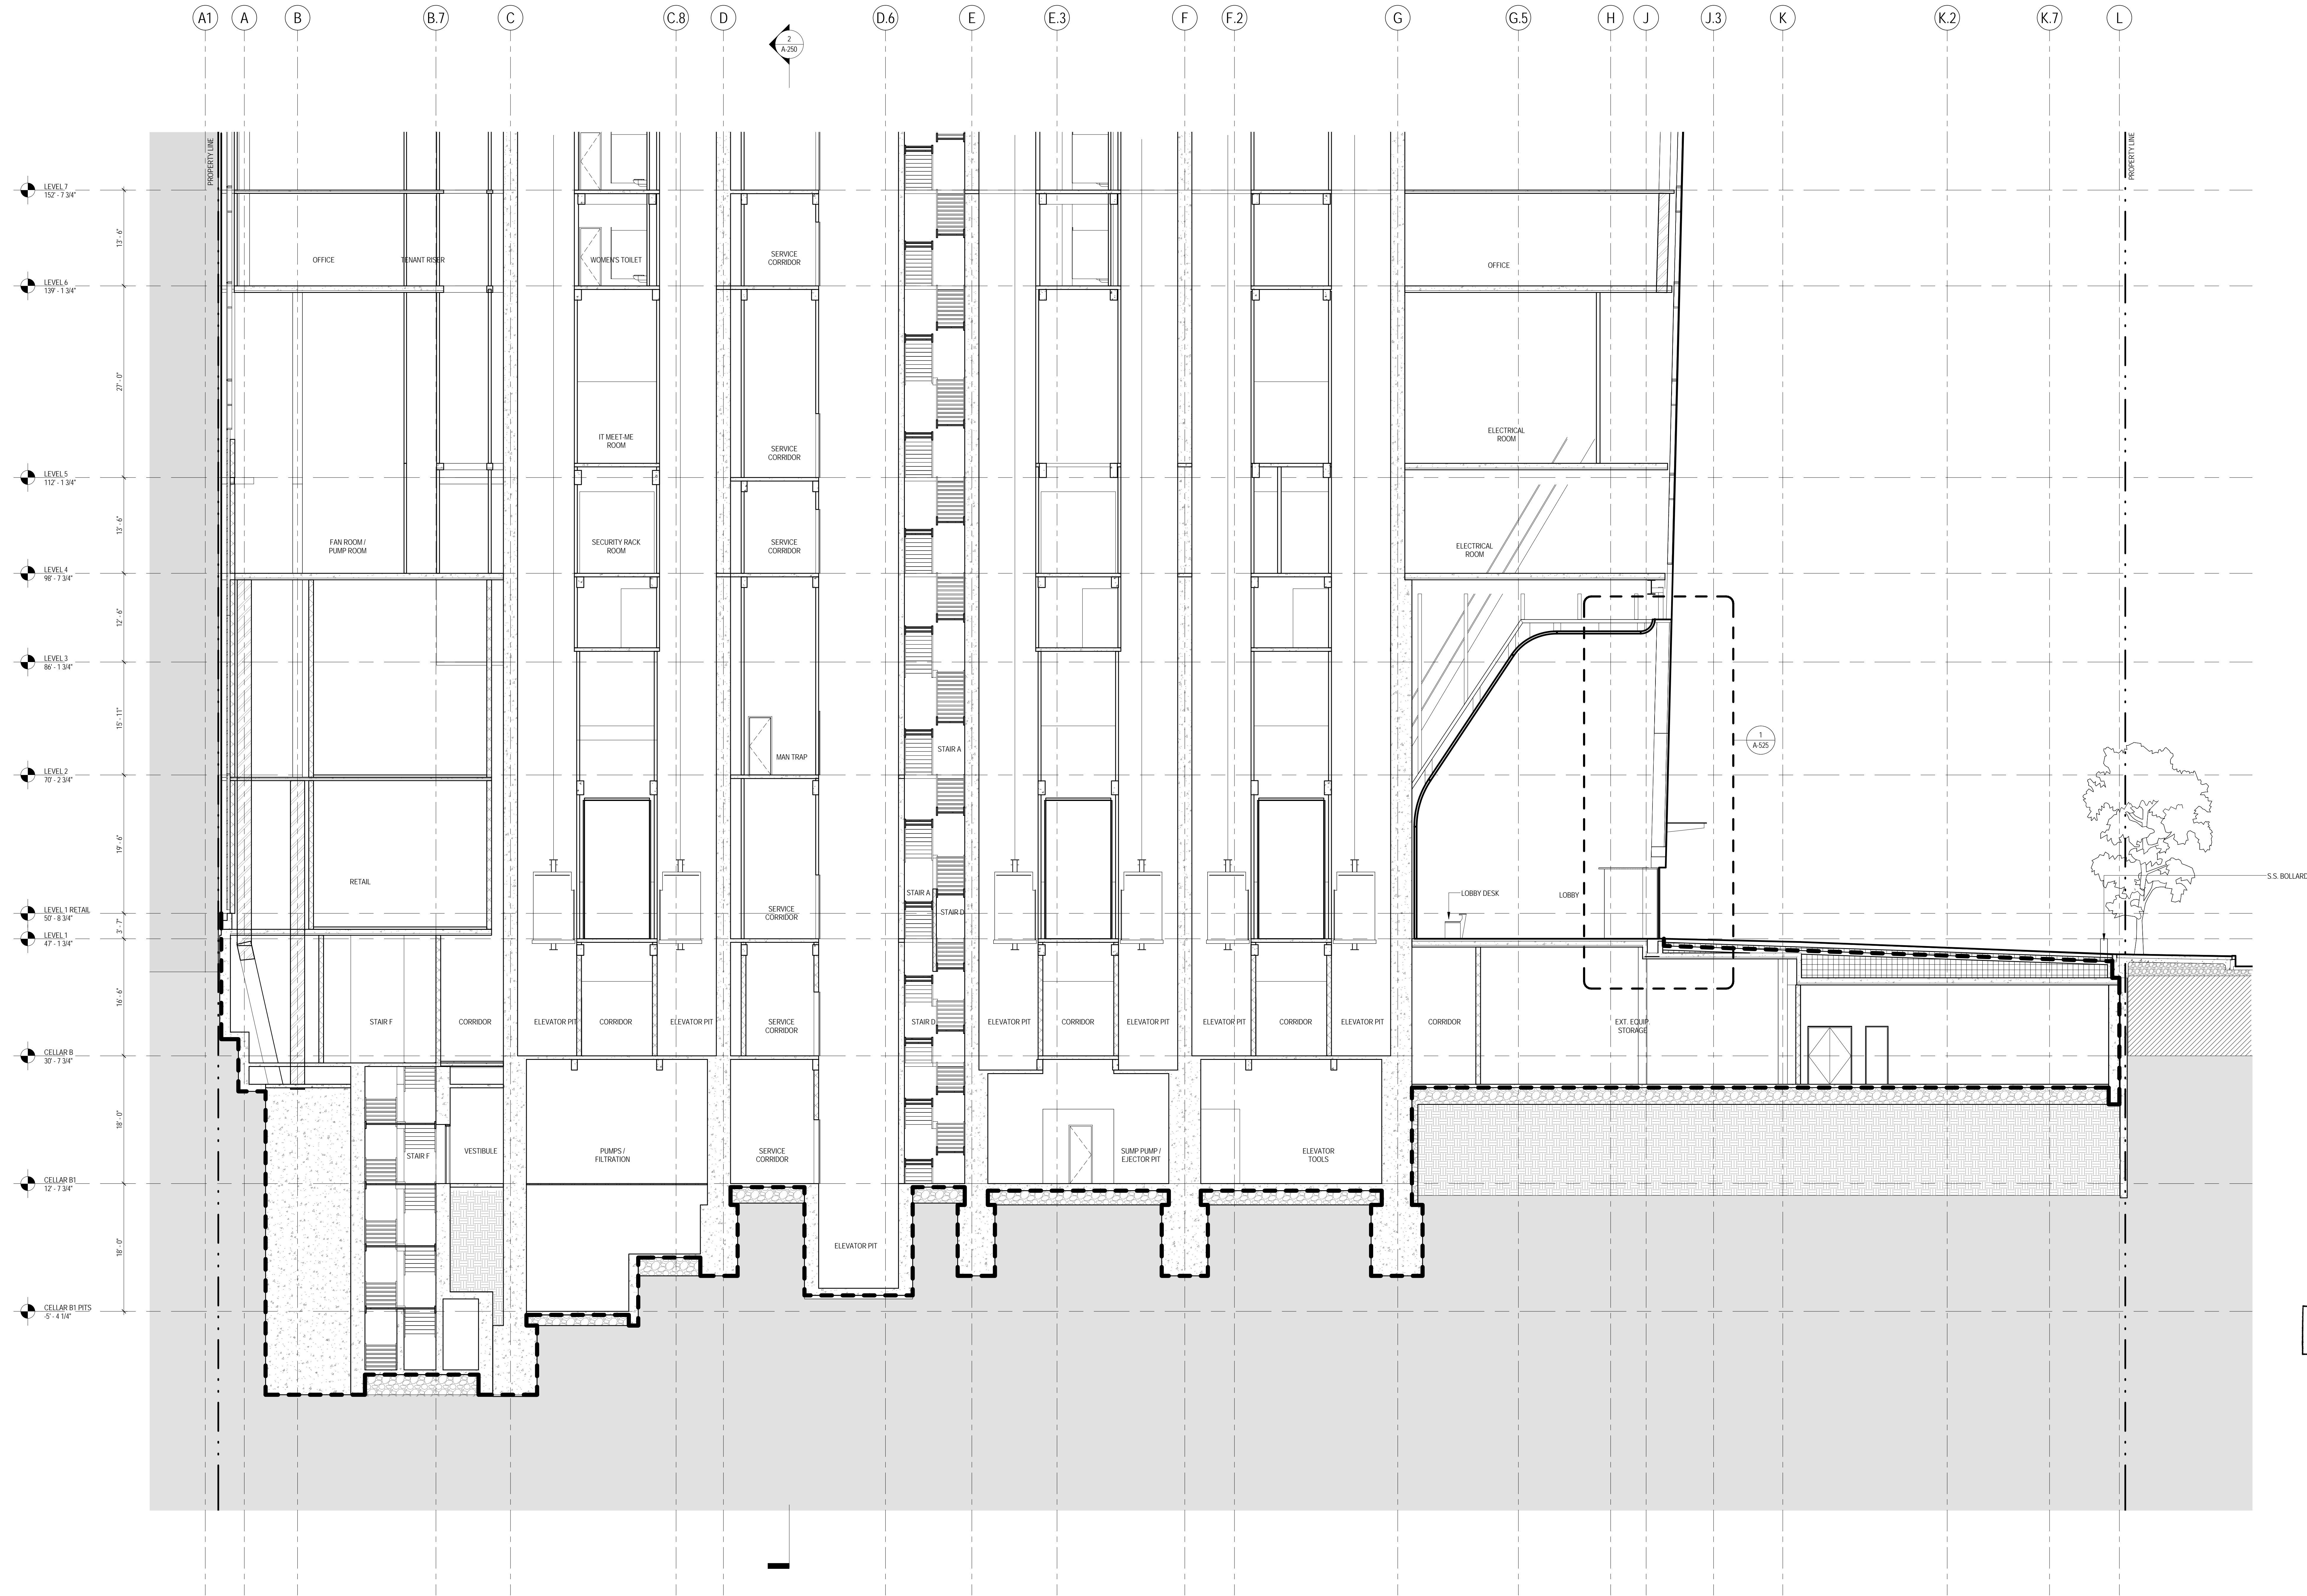 A1 A B B.7 C C.8 D D.6 E E.3 F F.2 G G.5 H J J.3 K K.2 K.7 L
2
A-250
PROPERTY LINE
PROPERTY LINE
LEVEL 7
152' - 7 3/4"
13' - 6"
OFFICE
TENANT RISER
WOMEN'S TOILET
SERVICE
CORRIDOR
OFFICE
LEVEL 6
139' - 1 3/4"
27' - 0"
IT MEET-ME
ROOM
SERVICE
CORRIDOR
ELECTRICAL
ROOM
LEVEL 5
112' - 1 3/4"
13' - 6"
FAN ROOM /
PUMP ROOM
SECURITY RACK
ROOM
SERVICE
CORRIDOR
ELECTRICAL
ROOM
LEVEL 4
98' - 7 3/4"
12' - 6"
LEVEL 3
86' - 1 3/4"
15' - 11"
MAN TRAP
STAIR A
1
A-525
LEVEL 2
70' - 2 3/4"
19' - 6"
RETAIL
SERVICE
CORRIDOR
STAIR A
STAIR D
LOBBY DESK
LOBBY
S.S. BOLLARD
LEVEL 1 RETAIL
50' - 8 3/4"
3' - 7"
LEVEL 1
47' - 1 3/4"
16' - 6"
STAIR F
CORRIDOR
ELEVATOR PIT
CORRIDOR
ELEVATOR PIT
SERVICE
CORRIDOR
STAIR D
ELEVATOR PIT
CORRIDOR
ELEVATOR PIT
ELEVATOR PIT
CORRIDOR
ELEVATOR PIT
CORRIDOR
EXT. EQUIP.
STORAGE
CELLAR B
30' - 7 3/4"
18' - 0"
STAIR F
VESTIBULE
PUMPS /
FILTRATION
SERVICE
CORRIDOR
SUMP PUMP /
EJECTOR PIT
ELEVATOR
TOOLS
CELLAR B1
12' - 7 3/4"
18' - 0"
ELEVATOR PIT
CELLAR B1 PITS
-5' - 4 1/4"